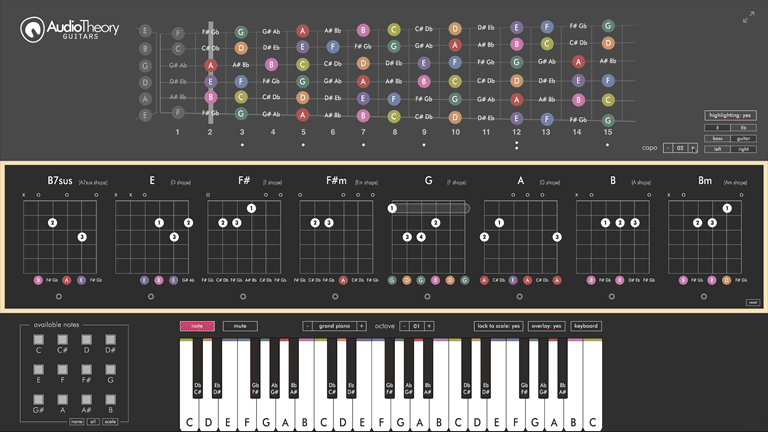 AudioTheory
GUITARS
E F F# Gb G G# Ab A A# Bb B C C# Db D D# Eb E F F# Gb G
B C C# Db D D# Eb E F F# Gb G G# Ab A A# Bb B C C# Db D
G G# Ab A A# Bb B C C# Db D D# Eb E F F# Gb G G# Ab A A# Bb
D D# Eb E F F# Gb G G# Ab A A# Bb B C C# Db D D# Eb E F
A A# Bb B C C# Db D D# Eb E F F# Gb G G# Ab A A# Bb B C
E F F# Gb G G# Ab A A# Bb B C C# Db D D# Eb E F F# Gb G
1 2 3 4 5 6 7 8 9 10 11 12 13 14 15
highlighting: yes
E Eb
bass guitar
left right
capo - 02 +
B7sus (A7sus shape) E (D shape) F# (E shape) F#m (Em shape) G (F shape) A (G shape) B (A shape) Bm (Am shape)
X O O O X X O O O O O O O O O O X O O X O O
1 1 1
2 1 2 2 3 2 3 2 2 1 2 3 2 3
3 3 3 4 2 3
B F# Gb A E F# Gb
F# Gb C# Db F# Gb A# Bb C# Db F# Gb
F# Gb C# Db F# Gb A C# Db F# Gb
G D G B D G
A C# Db E A C# Db A
B F# Gb B D# Eb F# Gb
B F# Gb B D F# Gb
reset
available notes
C C# D D#
E F F# G
G# A A# B
none all scale
note mute - grand piano + octave - 01 + lock to scale: yes overlay: yes keyboard
Db Eb Gb Ab Bb Db Eb Gb Ab Bb Db Eb Gb Ab Bb
C# D# F# G# A# C# D# F# G# A# C# D# F# G# A#
C D E F G A B C D E F G A B C D E F G A B C